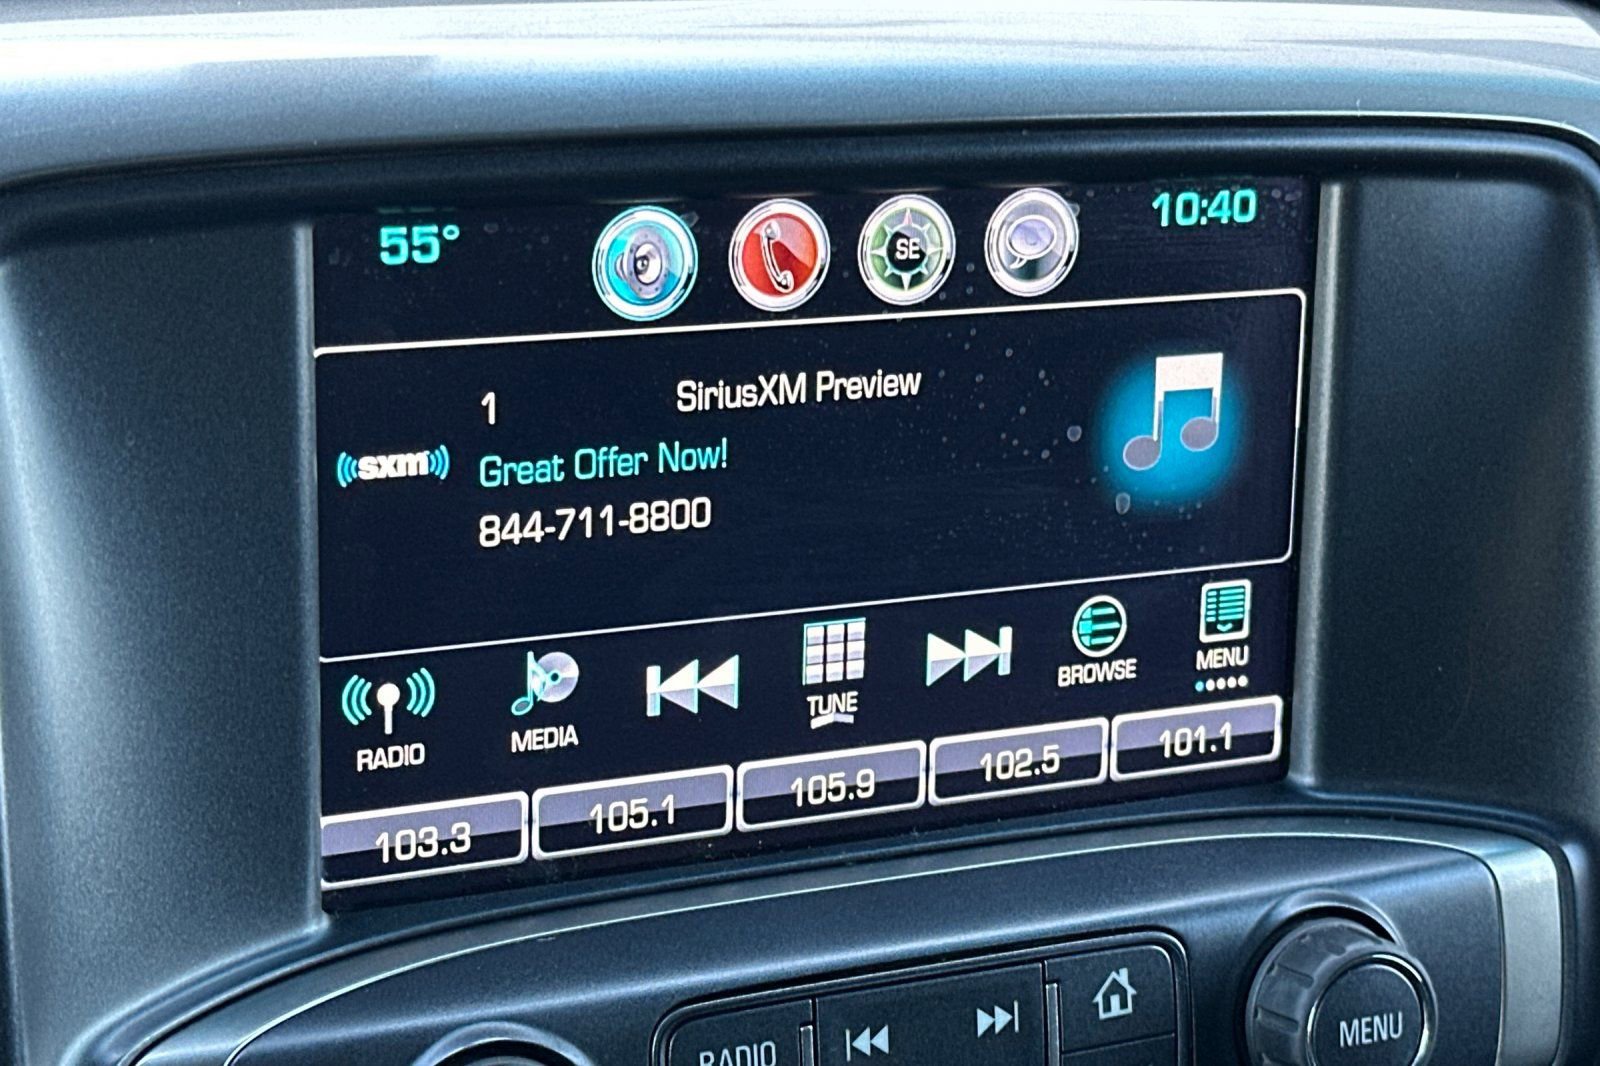 55°
SE
10:40
1
SiriusXM Preview
((sxm))
Great Offer Now!
844-711-8800
RADIO
MEDIA
TUNE
BROWSE
MENU
103.3
105.1
105.9
102.5
101.1
RADIO
MENU